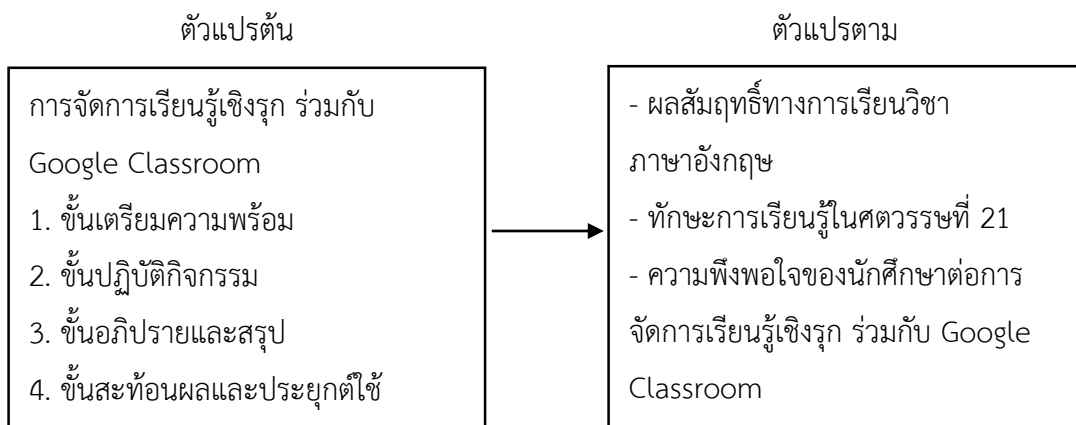 ตัวแปรต้น
การจัดการเรียนรู้เชิงรุก ร่วมกับ
Google Classroom
1. ขั้นเตรียมความพร้อม
2. ขั้นปฏิบัติกิจกรรม
3. ขั้นอภิปรายและสรุป
4. ขั้นสะท้อนผลและประยุกต์ใช้
ตัวแปรตาม
- ผลสัมฤทธิ์ทางการเรียนวิชา
ภาษาอังกฤษ
- ทักษะการเรียนรู้ในศตวรรษที่ 21
- ความพึงพอใจของนักศึกษาต่อการ
จัดการเรียนรู้เชิงรุก ร่วมกับ Google
Classroom